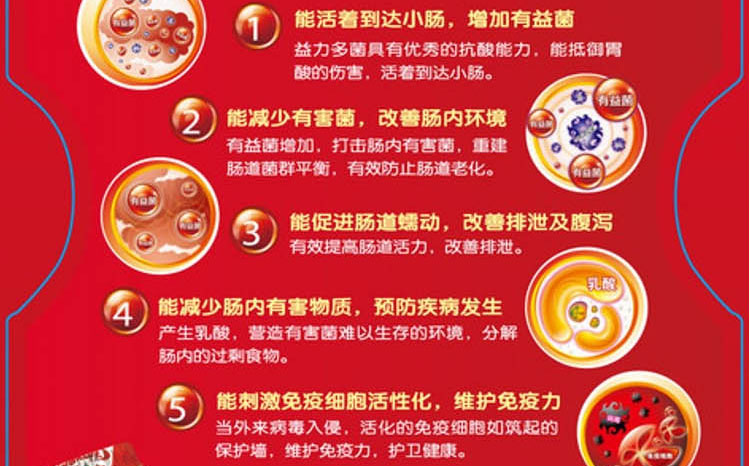 有益菌
1
能活着到达小肠，增加有益菌
益力多菌具有优秀的抗酸能力，能抵御胃
酸的伤害，活着到达小肠。
2
能减少有害菌，改善肠内环境
有益菌增加，打击肠内有害菌，重建
肠道菌群平衡，有效防止肠道老化。
有益菌
有益菌
有益菌
有益菌
有益菌
3
能促进肠道蠕动，改善排泄及腹泻
有效提高肠道活力，改善排泄。
4
能减少肠内有害物质，预防疾病发生
产生乳酸，营造有害菌难以生存的环境，分解
肠内的过剩食物。
乳酸
5
能刺激免疫细胞活性化，维护免疫力
当外来病毒入侵，活化的免疫细胞如筑起的
保护墙，维护免疫力，护卫健康。